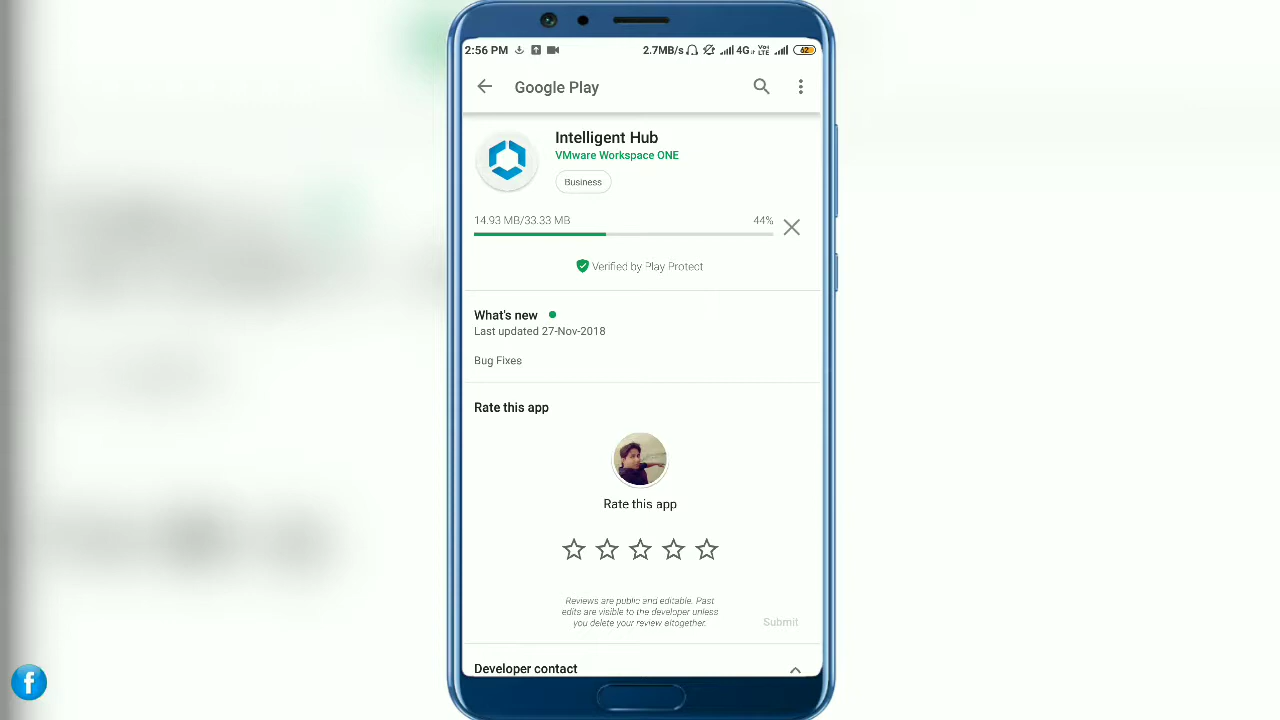 2:56 PM 2.7MB/s 4G Vo LTE 62
Google Play
Intelligent Hub
VMware Workspace ONE
Business
14.93 MB/33.33 MB 44%
Verified by Play Protect
What's new
Last updated 27-Nov-2018
Bug Fixes
Rate this app
Rate this app
Reviews are public and editable. Past
edits are visible to the developer unless
you delete your review altogether.
Submit
Developer contact
f